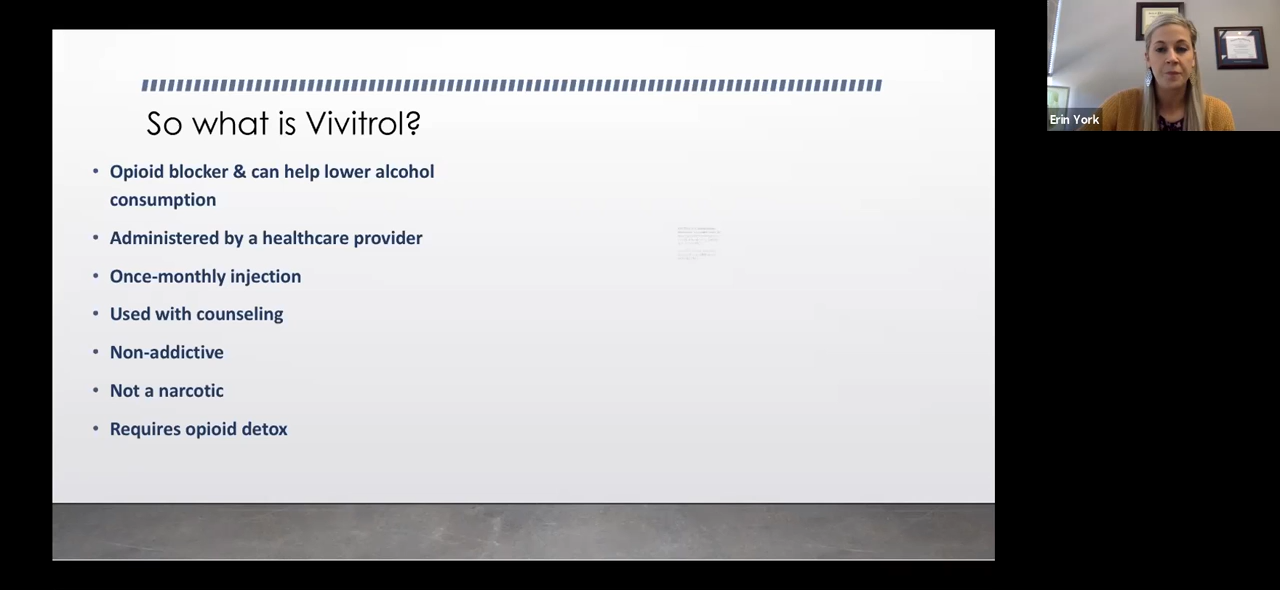 So what is Vivitrol?
• Opioid blocker & can help lower alcohol
consumption
• Administered by a healthcare provider
• Once-monthly injection
• Used with counseling
• Non-addictive
• Not a narcotic
• Requires opioid detox
Erin York